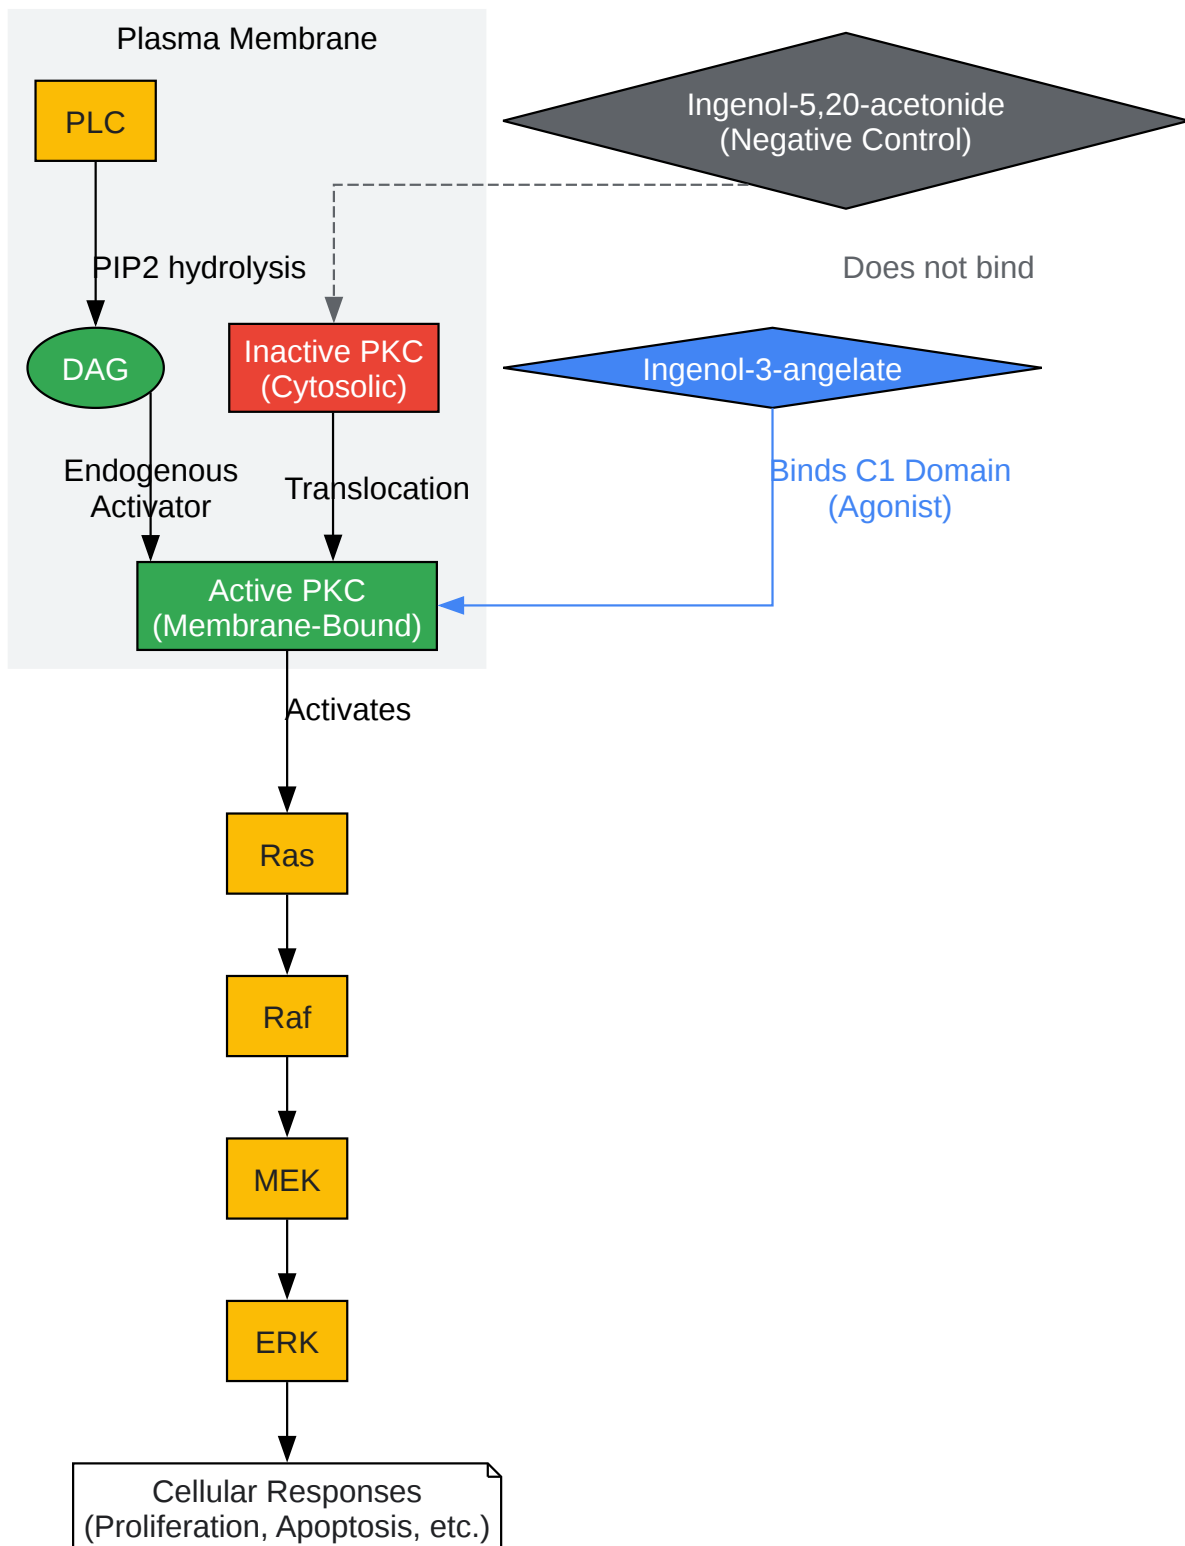 Plasma Membrane
PLC
Ingenol-5,20-acetonide
(Negative Control)
PIP2 hydrolysis
Does not bind
DAG
Inactive PKC
(Cytosolic)
Ingenol-3-angelate
Endogenous
Activator
Translocation
Binds C1 Domain
(Agonist)
Active PKC
(Membrane-Bound)
Activates
Ras
Raf
MEK
ERK
Cellular Responses
(Proliferation, Apoptosis, etc.)